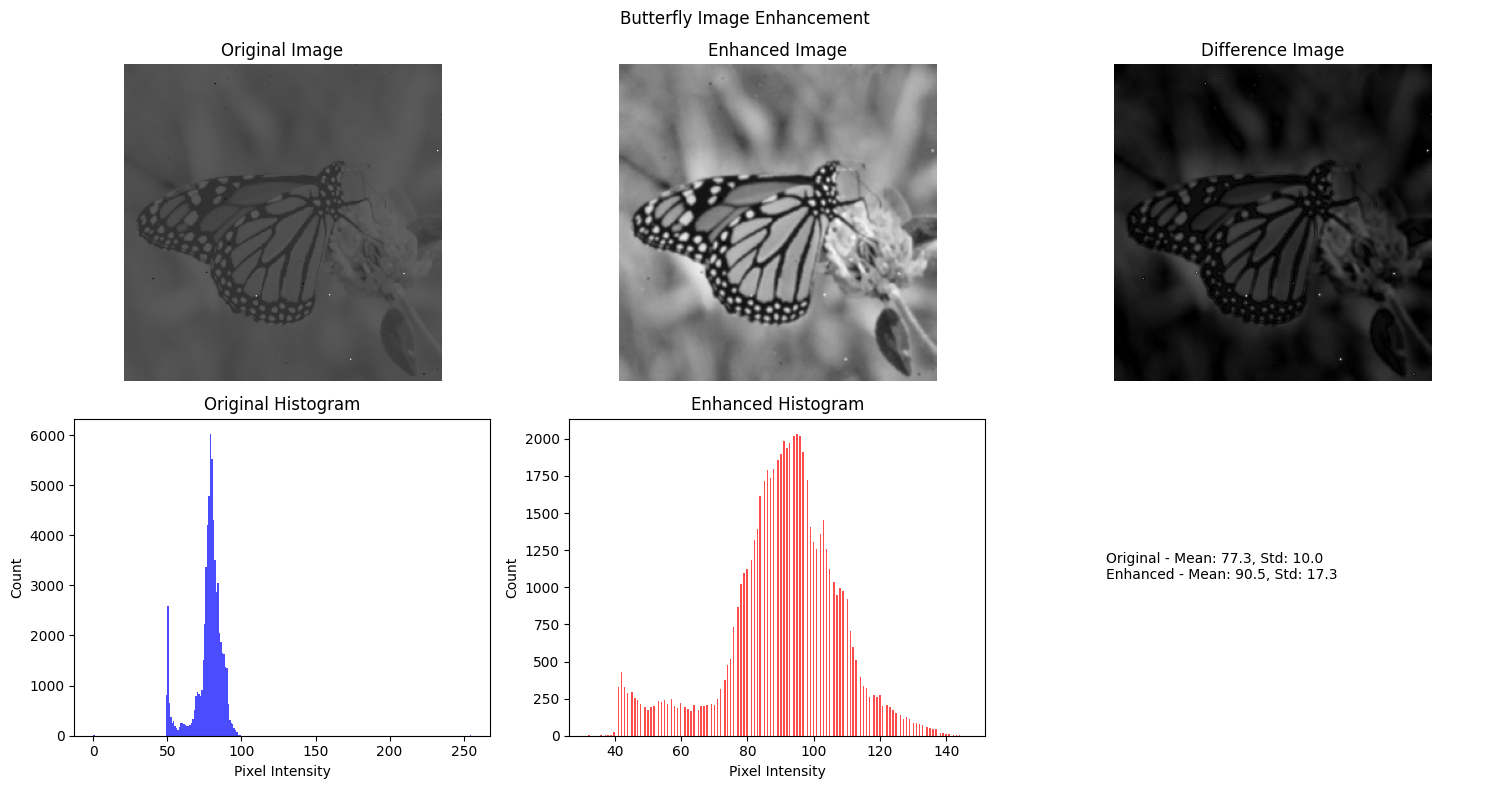 Butterfly Image Enhancement
Original Image
Enhanced Image
Difference Image
Original Histogram
Count
6000
5000
4000
3000
2000
1000
0
0 50 100 150 200 250
Pixel Intensity
Enhanced Histogram
Count
2000
1750
1500
1250
1000
750
500
250
0
40 60 80 100 120 140
Pixel Intensity
Original - Mean: 77.3, Std: 10.0
Enhanced - Mean: 90.5, Std: 17.3